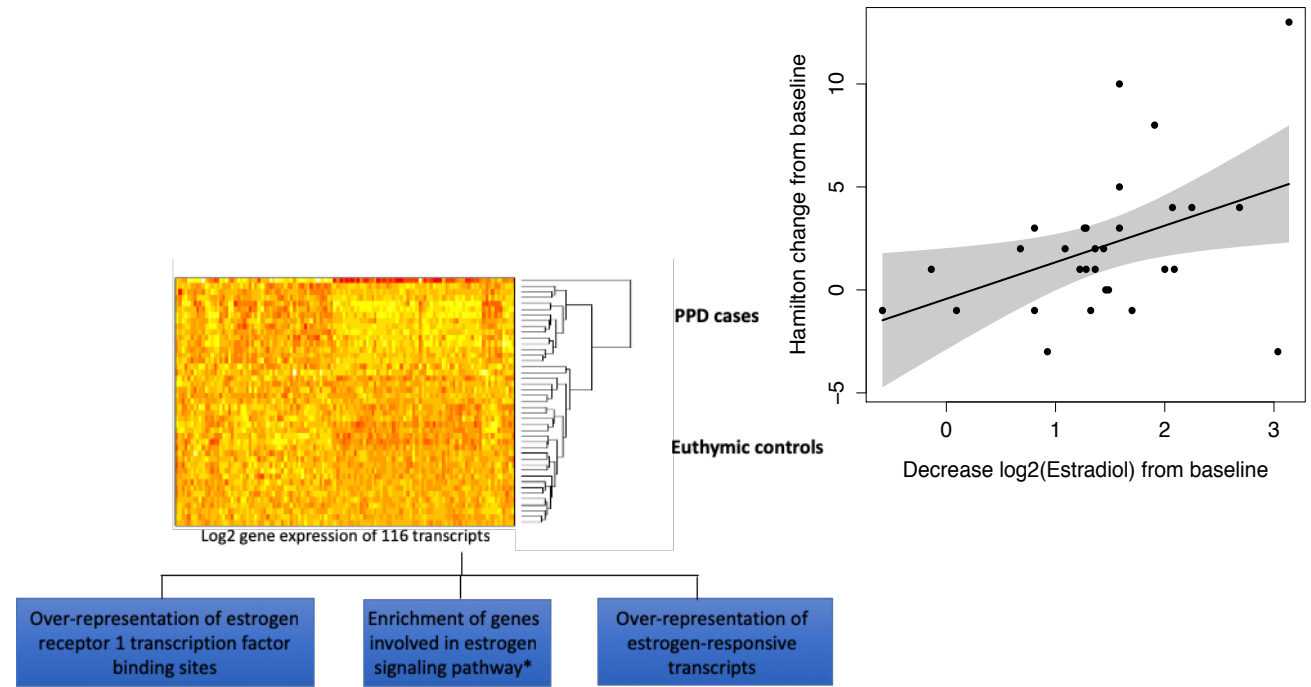 PPD cases
Euthymic controls
Log2 gene expression of 116 transcripts
Over-representation of estrogen
receptor 1 transcription factor
binding sites
Enrichment of genes
involved in estrogen
signaling pathway*
Over-representation of
estrogen-responsive
transcripts
Hamilton change from baseline
10
5
0
−5
0 1 2 3
Decrease log2(Estradiol) from baseline